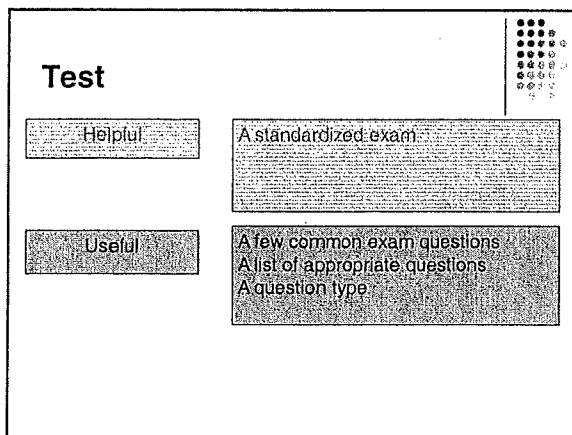 Test
Helpful
A standardized exam
Useful
A few common exam questions
A list of appropriate questions
A question type